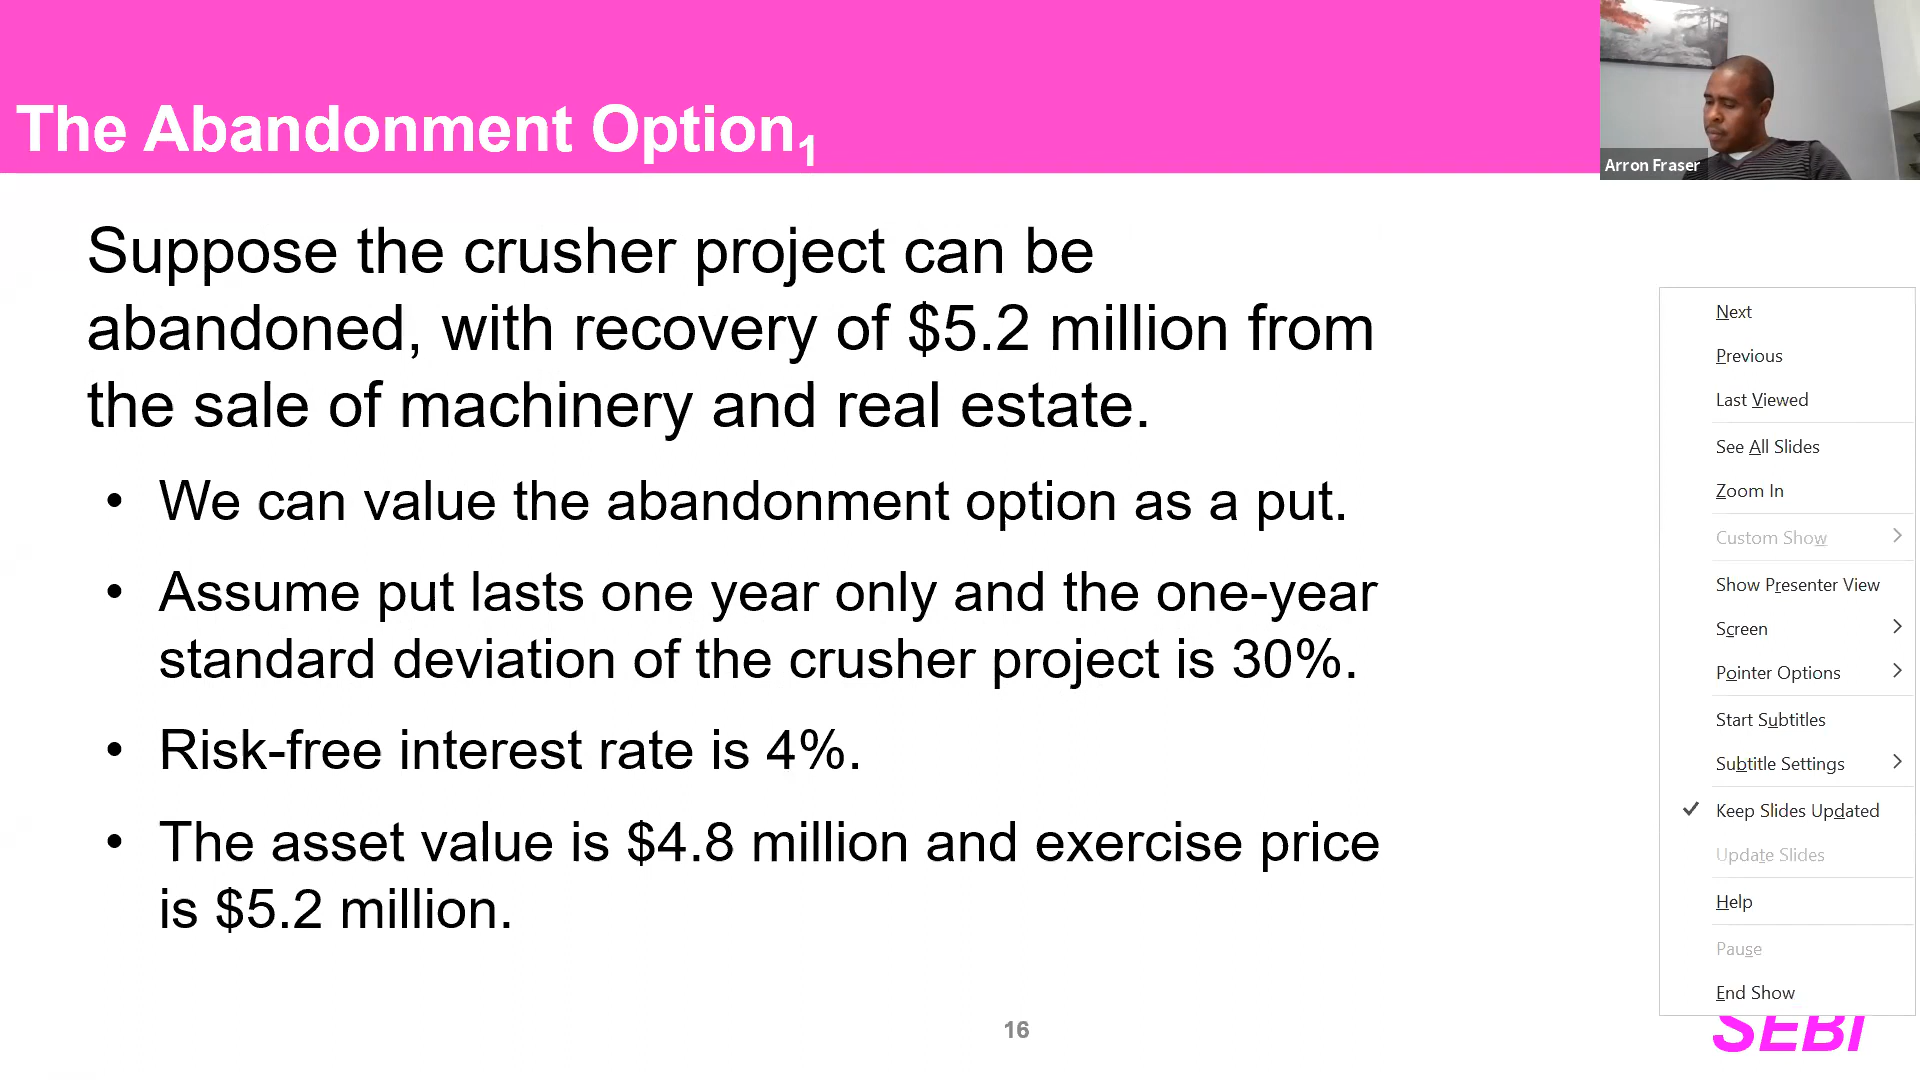 The Abandonment Option1
Arron Fraser
Suppose the crusher project can be
abandoned, with recovery of $5.2 million from
the sale of machinery and real estate.
• We can value the abandonment option as a put.
• Assume put lasts one year only and the one-year
standard deviation of the crusher project is 30%.
• Risk-free interest rate is 4%.
• The asset value is $4.8 million and exercise price
is $5.2 million.
Next
Previous
Last Viewed
See All Slides
Zoom In
Custom Show
Show Presenter View
Screen
Pointer Options
Start Subtitles
Subtitle Settings
Keep Slides Updated
Update Slides
Help
Pause
End Show
16
SEBI